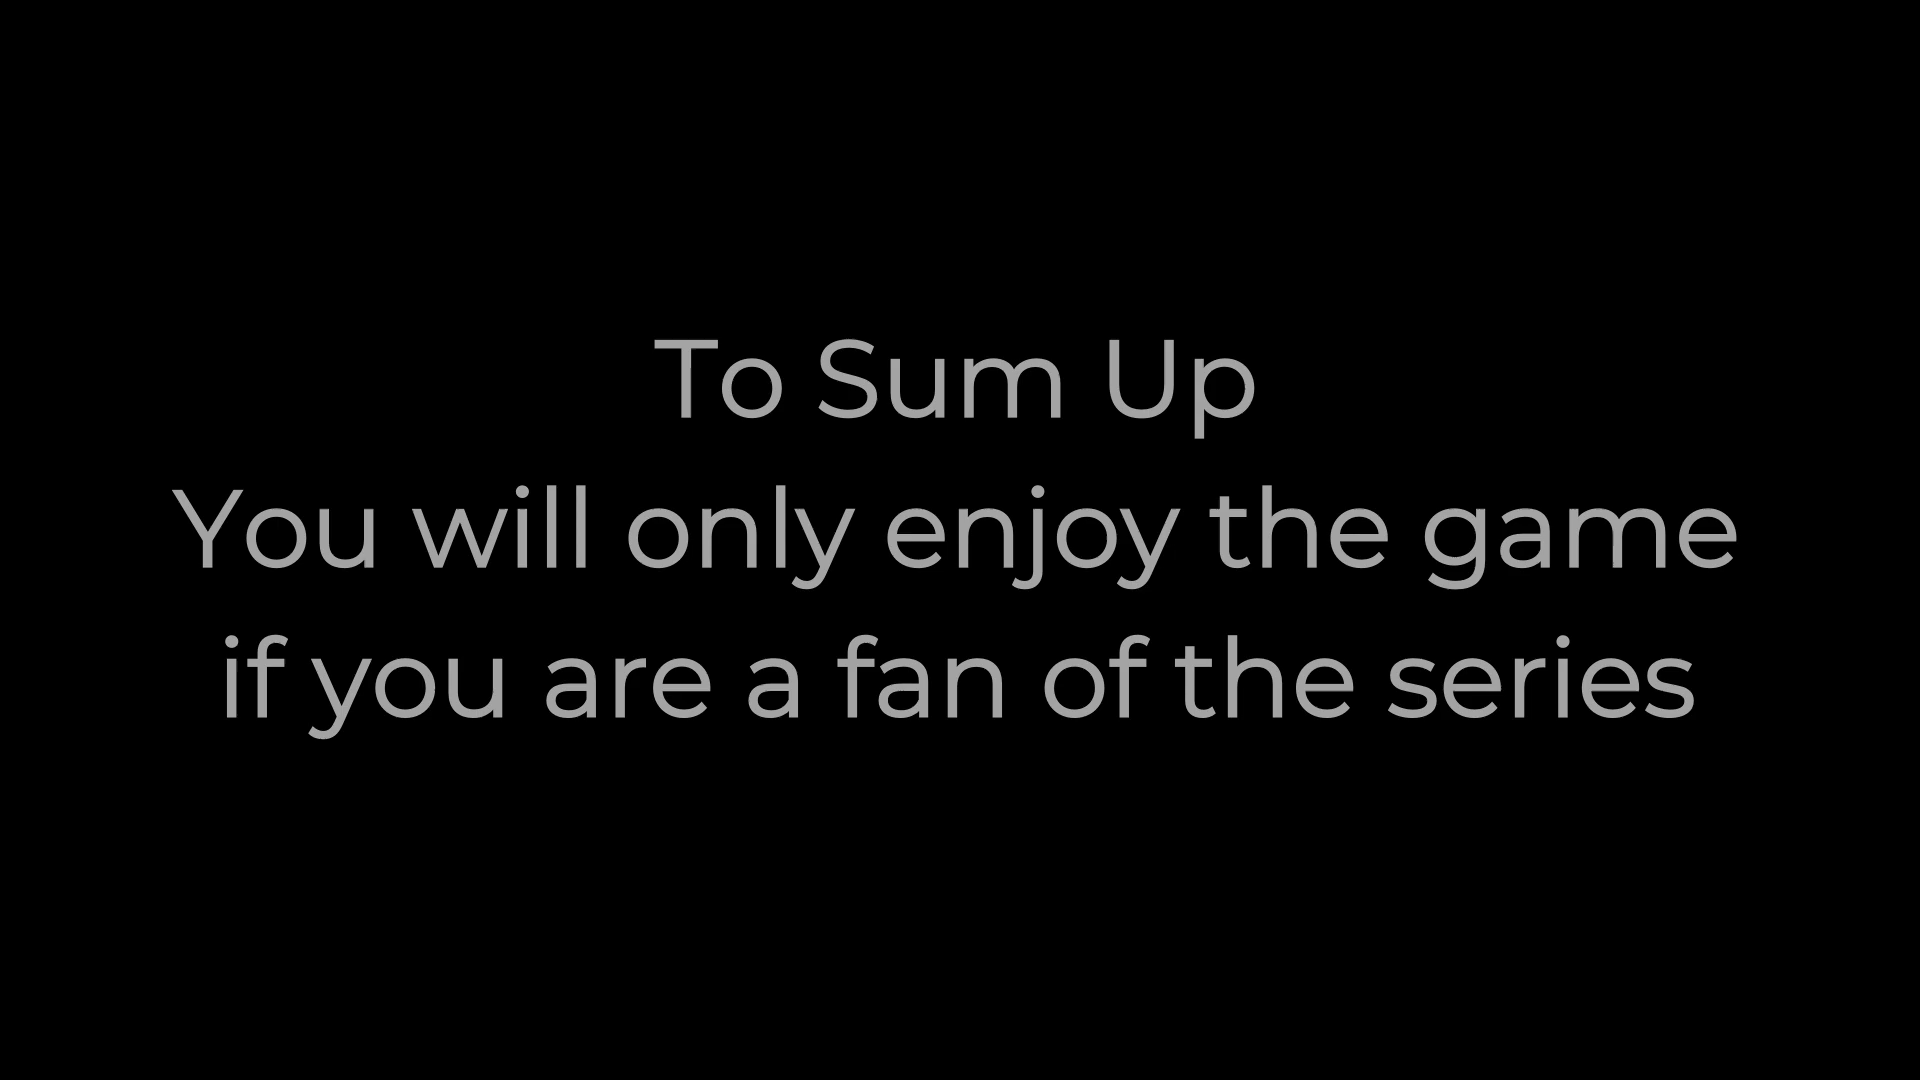 To Sum Up
You will only enjoy the game
if you are a fan of the series